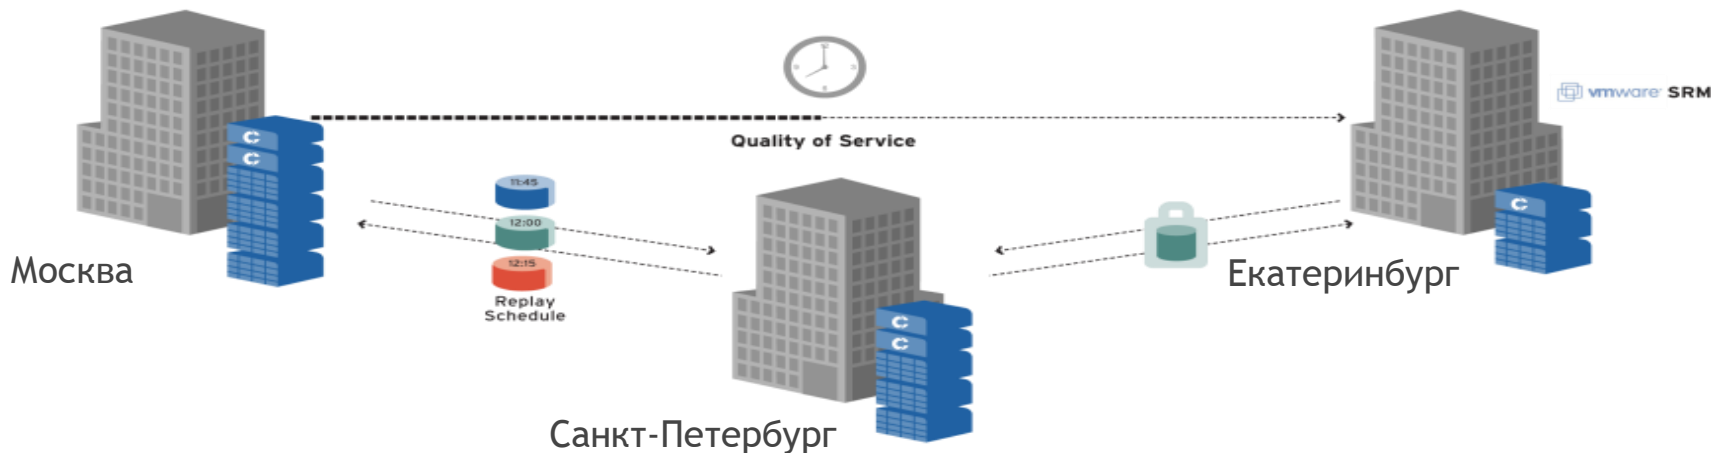 vmware SRM
Quality of Service
11:45
12:00
12:15
Replay
Schedule
Москва
Екатеринбург
Санкт-Петербург